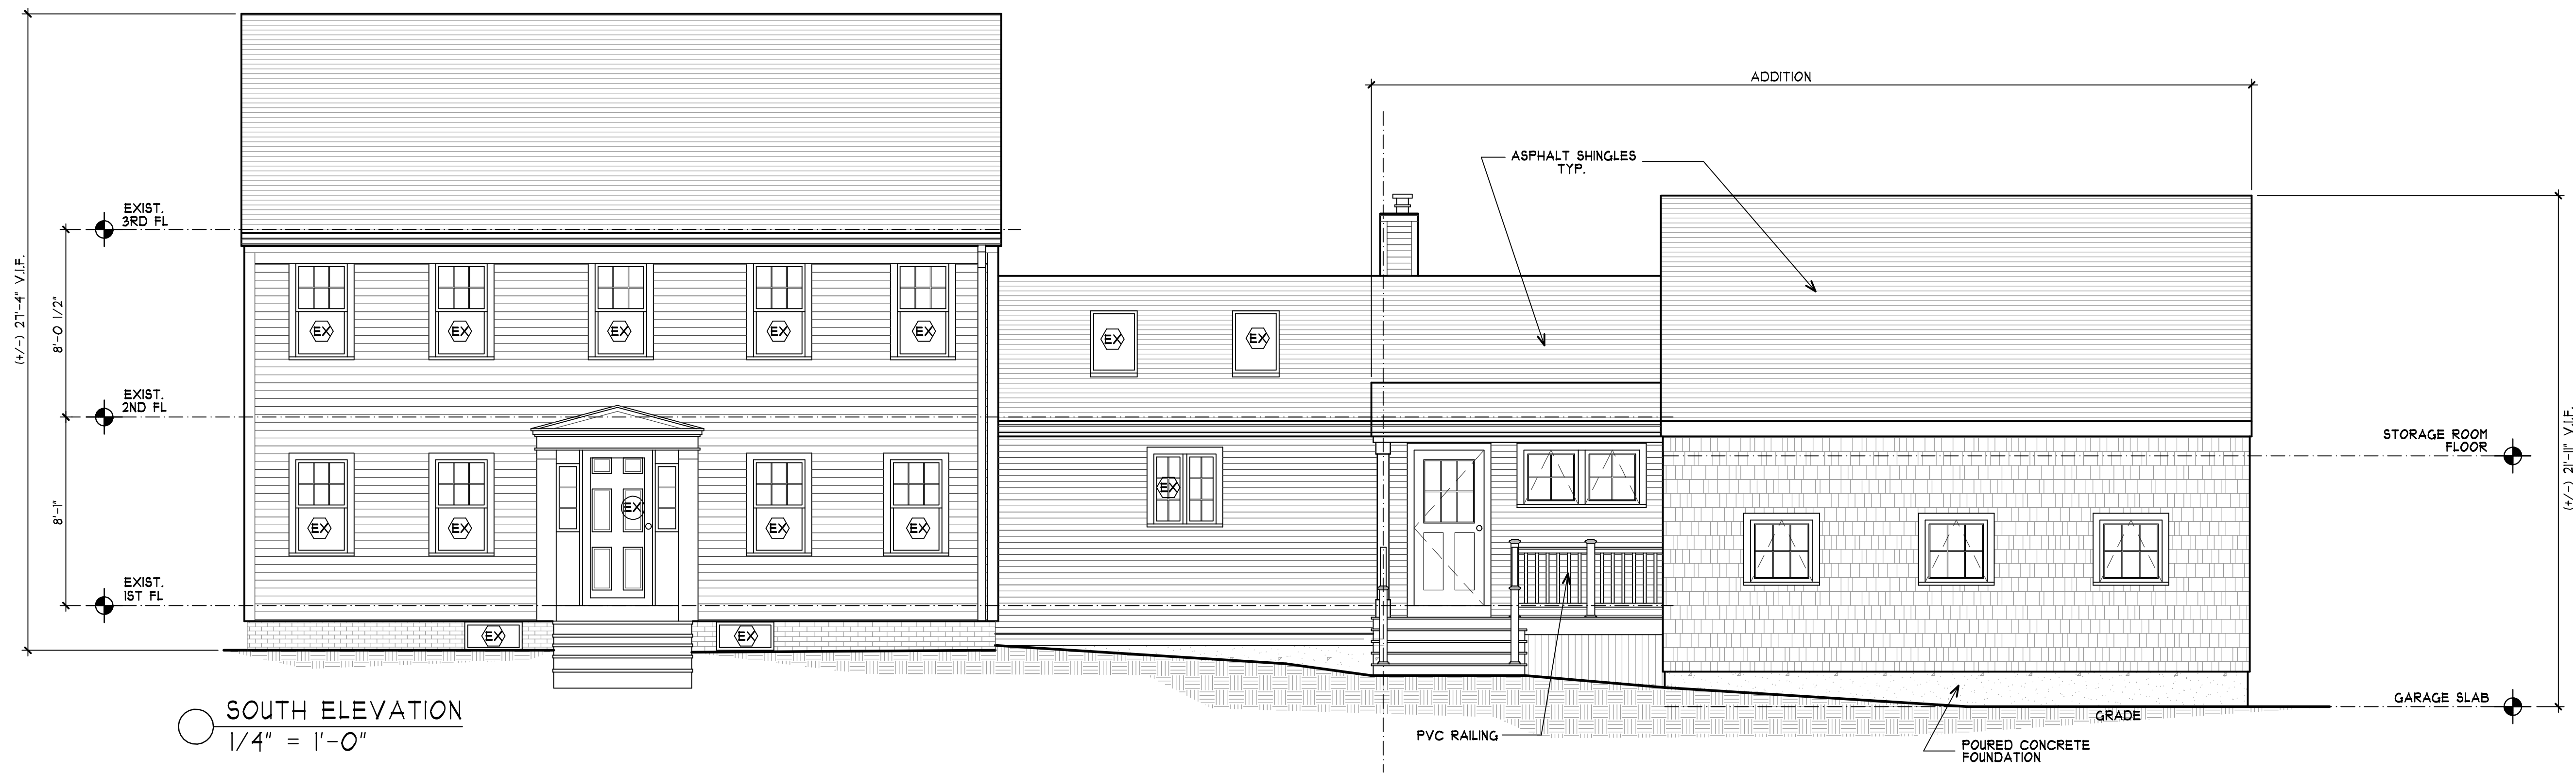 ADDITION
ASPHALT SHINGLES
TYP.
EXIST.
3RD FL
(+/-) 27'-4" V.I.F.
8'-0 1/2"
EX
EX
EX
EX
EX
EX
EX
EXIST.
2ND FL
8'-1"
(+/-) 21'-11" V.I.F.
STORAGE ROOM
FLOOR
EX
EX
EX
EX
EX
EX
EXIST.
1ST FL
EX
EX
SOUTH ELEVATION
1/4" = 1'-0"
GARAGE SLAB
GRADE
PVC RAILING
POURED CONCRETE
FOUNDATION